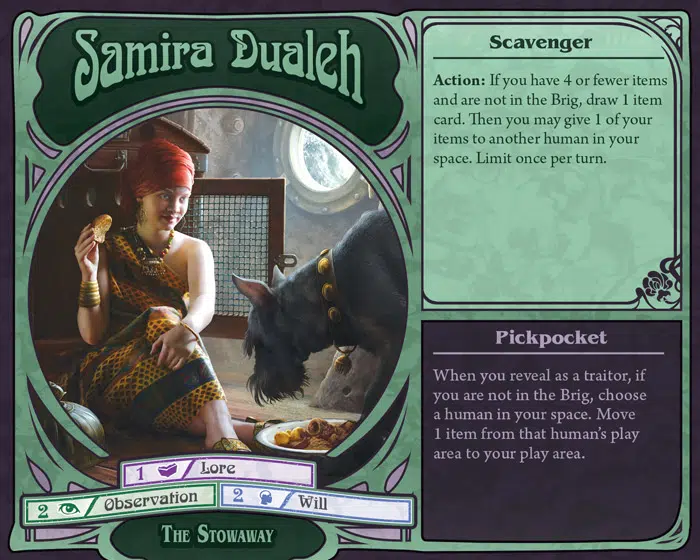 Samira Dualeh
Scavenger
Action: If you have 4 or fewer items
and are not in the Brig, draw 1 item
card. Then you may give 1 of your
items to another human in your
space. Limit once per turn.
Pickpocket
When you reveal as a traitor, if
you are not in the Brig, choose
a human in your space. Move
1 item from that human's play
area to your play area.
1 / Lore
2 / Observation
2 / Will
The Stowaway